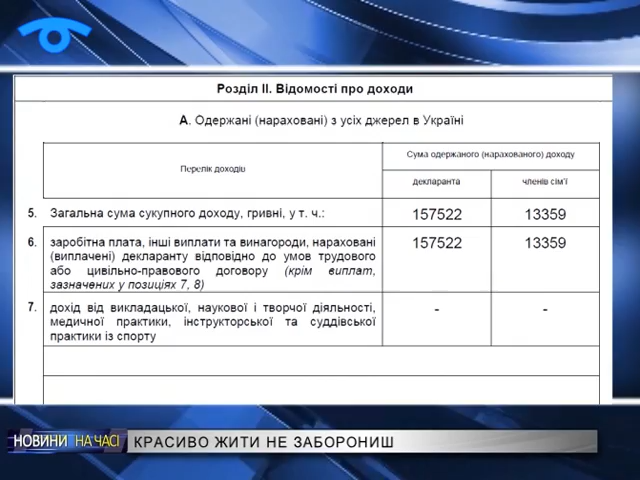 Розділ II. Відомості про доходи
А. Одержані (нараховані) з усіх джерел в Україні
Перелік доходів
Сума одержаного (нарахованого) доходу
декларанта
членів сім'ї
5. Загальна сума сукупного доходу, гривні, у т. ч.:
157522
13359
6. заробітна плата, інші виплати та винагороди, нараховані
(виплачені) декларанту відповідно до умов трудового
або цивільно-правового договору (крім виплат,
зазначених у позиціях 7, 8)
157522
13359
7. дохід від викладацької, наукової і творчої діяльності,
медичної практики, інструкторської та суддівської
практики із спорту
-
-
НОВИНИ НА ЧАСІ
КРАСИВО ЖИТИ НЕ ЗАБОРОНИШ